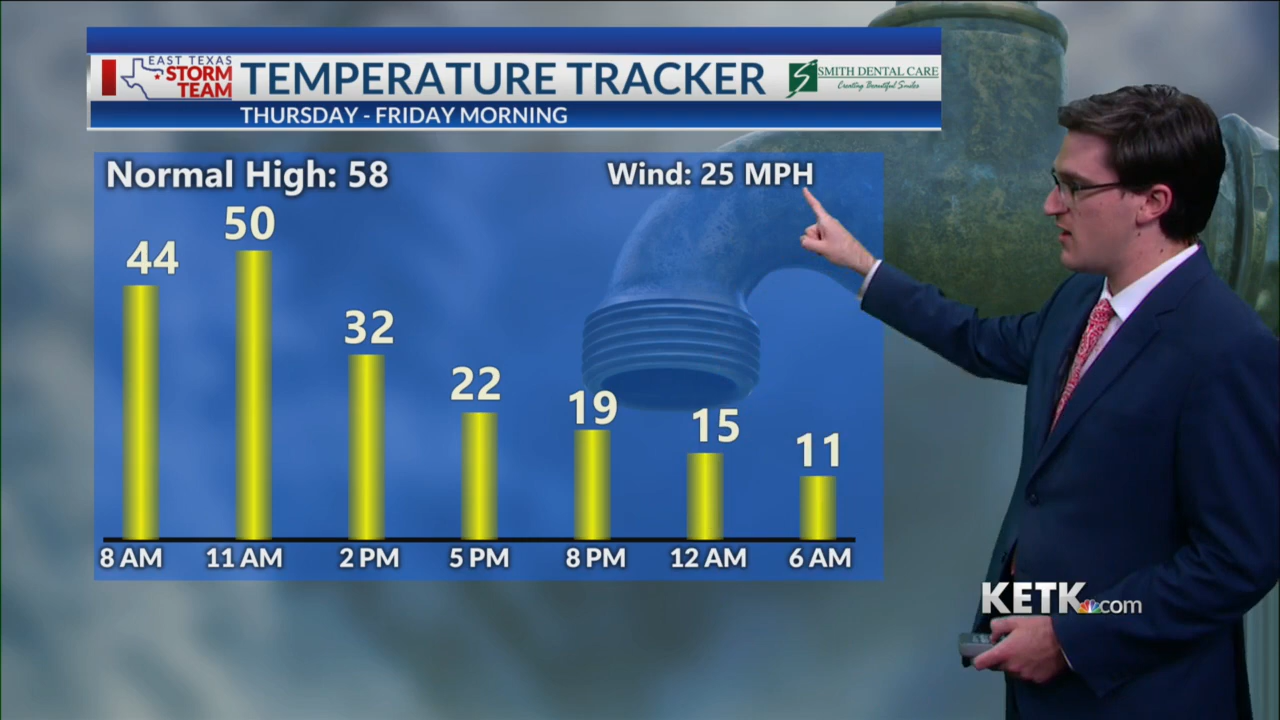 EAST TEXAS
STORM
TEAM
TEMPERATURE TRACKER
SMITH DENTAL CARE
Creating Beautiful Smiles
THURSDAY - FRIDAY MORNING
Normal High: 58
Wind: 25 MPH
44
50
32
22
19
15
11
8 AM
11 AM
2 PM
5 PM
8 PM
12 AM
6 AM
KETK.com